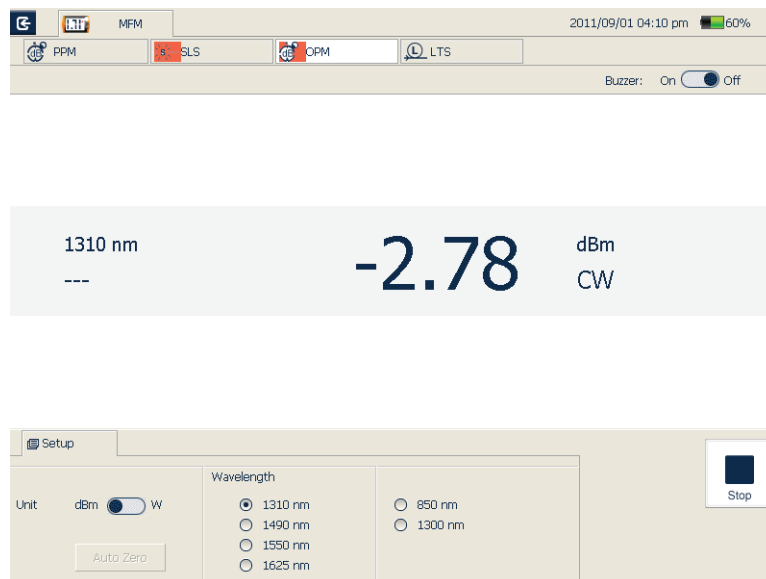 MFM 2011/09/01 04:10 pm 60%
dB PPM s SLS dB OPM L LTS
Buzzer: On Off
1310 nm -2.78 dBm
--- CW
Setup
Wavelength
Unit dBm W 1310 nm 850 nm
1490 nm 1300 nm
1550 nm
Auto Zero
1625 nm
Stop